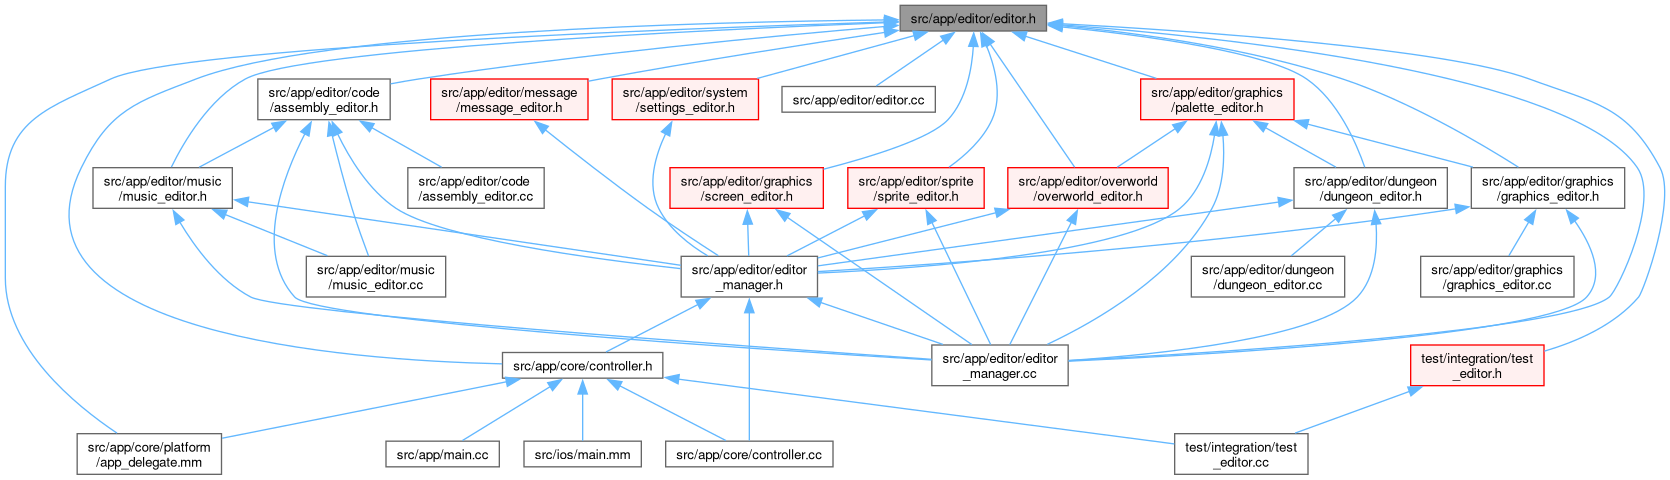 src/app/editor/editor.h
src/app/editor/code
/assembly_editor.h
src/app/editor/message
/message_editor.h
src/app/editor/system
/settings_editor.h
src/app/editor/editor.cc
src/app/editor/graphics
/palette_editor.h
src/app/editor/music
/music_editor.h
src/app/editor/code
/assembly_editor.cc
src/app/editor/graphics
/screen_editor.h
src/app/editor/sprite
/sprite_editor.h
src/app/editor/overworld
/overworld_editor.h
src/app/editor/dungeon
/dungeon_editor.h
src/app/editor/graphics
/graphics_editor.h
src/app/editor/music
/music_editor.cc
src/app/editor/editor
_manager.h
src/app/editor/dungeon
/dungeon_editor.cc
src/app/editor/graphics
/graphics_editor.cc
src/app/core/controller.h
src/app/editor/editor
_manager.cc
test/integration/test
_editor.h
src/app/core/platform
/app_delegate.mm
src/app/main.cc
src/ios/main.mm
src/app/core/controller.cc
test/integration/test
_editor.cc